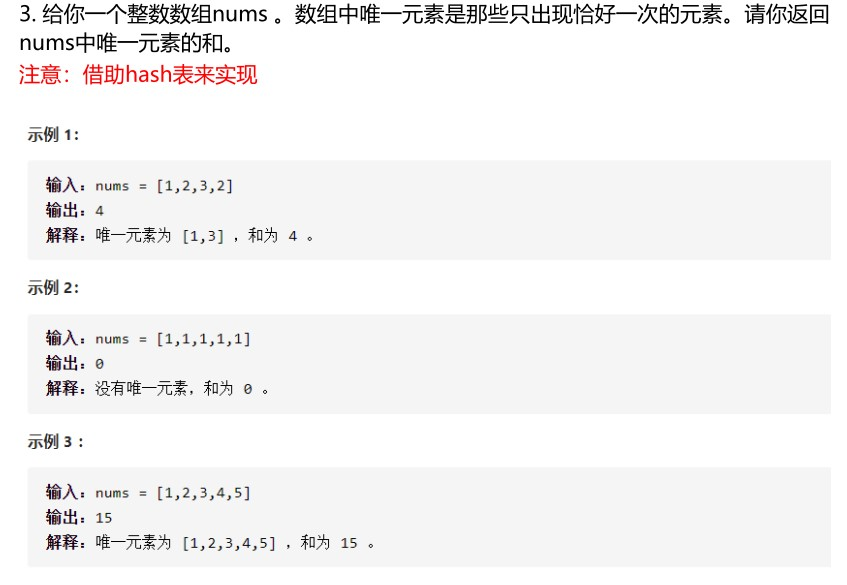 3. 给你一个整数数组nums 。数组中唯一元素是那些只出现恰好一次的元素。请你返回
nums中唯一元素的和。
注意：借助hash表来实现
示例 1：
输入：nums = [1,2,3,2]
输出：4
解释：唯一元素为 [1,3] ，和为 4 。
示例 2：
输入：nums = [1,1,1,1,1]
输出：0
解释：没有唯一元素，和为 0 。
示例 3 ：
输入：nums = [1,2,3,4,5]
输出：15
解释：唯一元素为 [1,2,3,4,5] ，和为 15 。